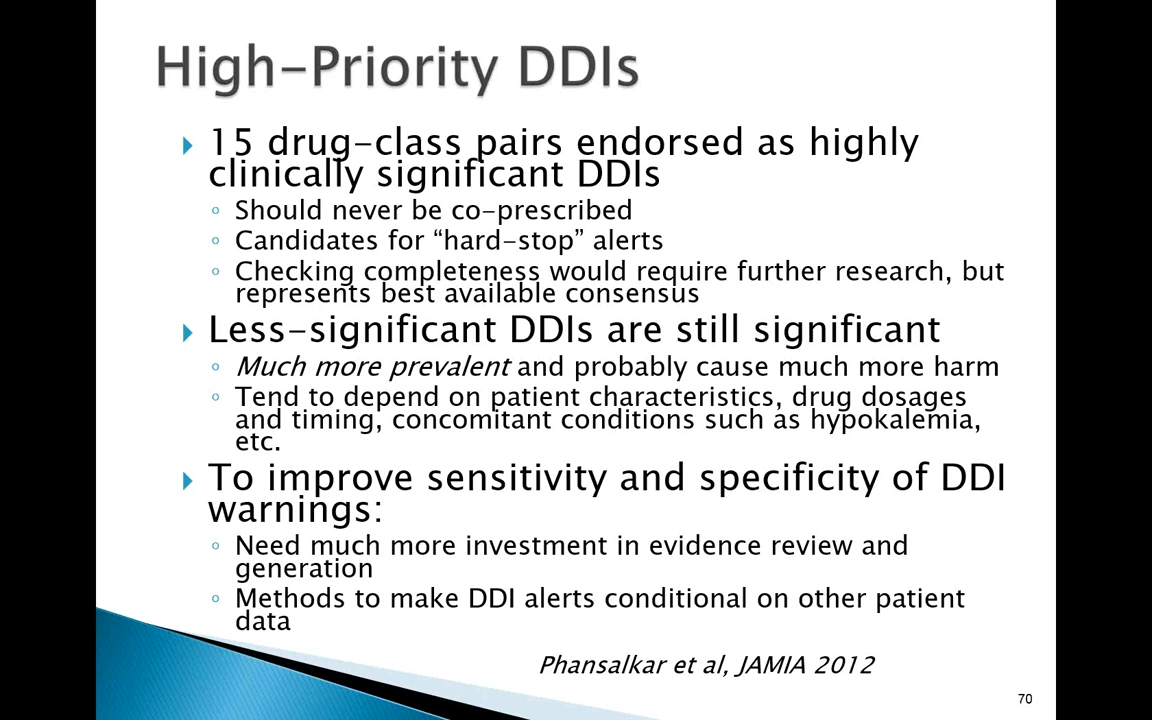 High-Priority DDIs
15 drug-class pairs endorsed as highly
clinically significant DDIs
Should never be co-prescribed
Candidates for “hard-stop” alerts
Checking completeness would require further research, but
represents best available consensus
Less-significant DDIs are still significant
Much more prevalent and probably cause much more harm
Tend to depend on patient characteristics, drug dosages
and timing, concomitant conditions such as hypokalemia,
etc.
To improve sensitivity and specificity of DDI
warnings:
Need much more investment in evidence review and
generation
Methods to make DDI alerts conditional on other patient
data
Phansalkar et al, JAMIA 2012
70